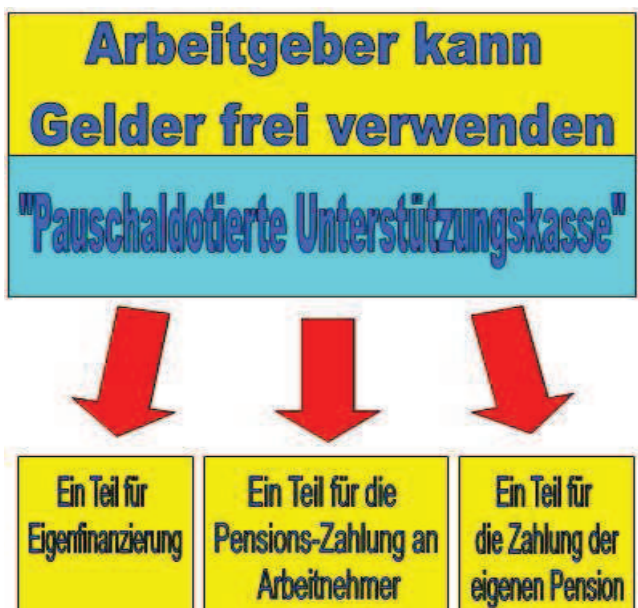 Arbeitgeber kann
Gelder frei verwenden
"Pauschaldotierte Unterstützungskasse"
Ein Teil für
Eigenfinanzierung
Ein Teil für die
Pensions-Zahlung an
Arbeitnehmer
Ein Teil für
die Zahlung der
eigenen Pension